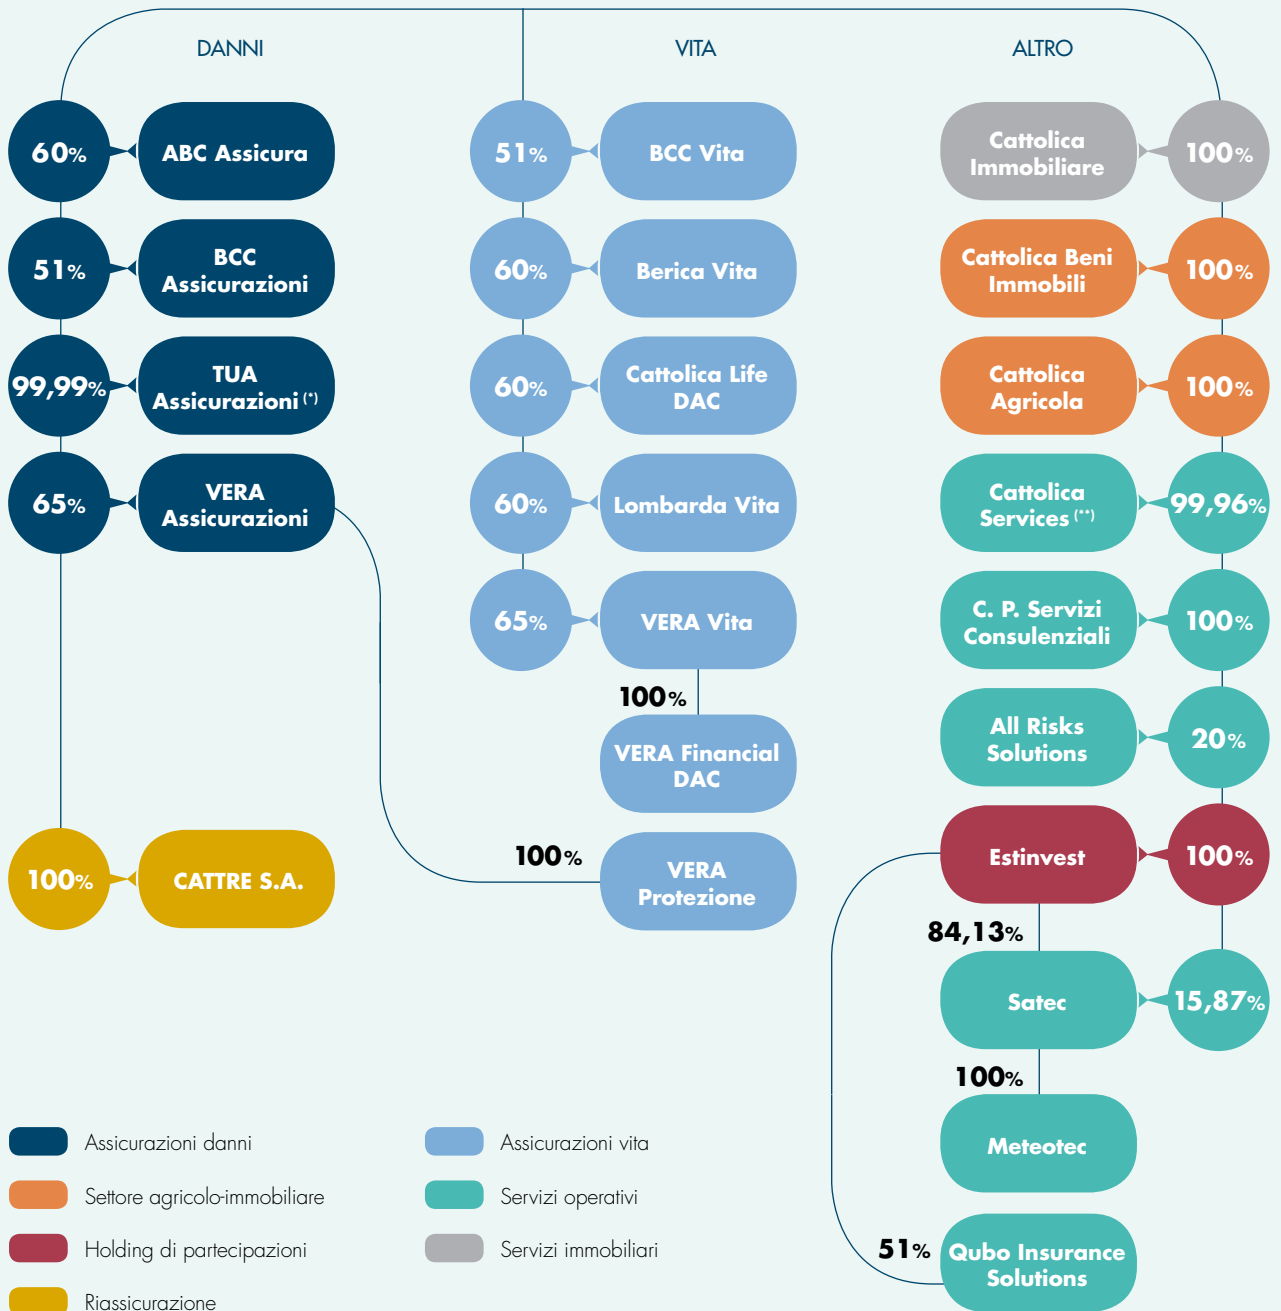 DANNI
60%
ABC Assicura
51%
BCC
Assicurazioni
99,99%
TUA
Assicurazioni (*)
65%
VERA
Assicurazioni
100%
CATTRE S.A.
VITA
51%
BCC Vita
60%
Berica Vita
60%
Cattolica Life
DAC
60%
Lombarda Vita
65%
VERA Vita
100%
VERA Financial
DAC
100%
VERA
Protezione
ALTRO
Cattolica
Immobiliare
100%
Cattolica Beni
Immobili
100%
Cattolica
Agricola
100%
Cattolica
Services (**)
99,96%
C. P. Servizi
Consulenziali
100%
All Risks
Solutions
20%
Estinvest
100%
84,13%
Satec
15,87%
100%
Meteotec
51%
Qubo Insurance
Solutions
Assicurazioni danni
Settore agricolo-immobiliare
Holding di partecipazioni
Riassicurazione
Assicurazioni vita
Servizi operativi
Servizi immobiliari